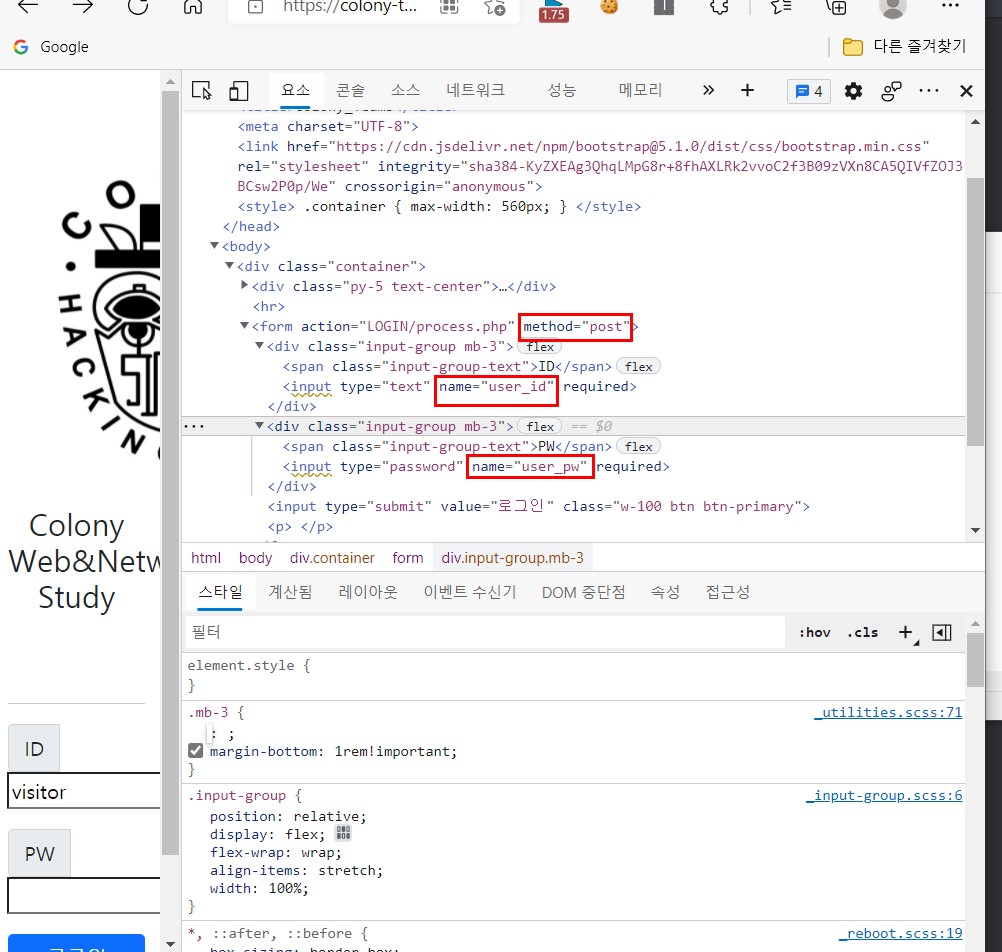 https://colony-t...
1.75
Google
다른 즐겨찾기
요소 콘솔 소스 네트워크 성능 메모리 » + 4 ...
<meta charset="UTF-8">
<link href="https://cdn.jsdelivr.net/npm/bootstrap@5.1.0/dist/css/bootstrap.min.css"
rel="stylesheet" integrity="sha384-KyZXEAg3QhqLMpG8r+8fhAXLRk2vvoC2f3B09zVXn8CA5QIVfZOJ3
BCsw2P0p/We" crossorigin="anonymous">
<style> .container { max-width: 560px; } </style>
</head>
<body>
<div class="container">
<div class="py-5 text-center">…</div>
<hr>
<form action="LOGIN/process.php" method="post">
<div class="input-group mb-3"> flex
<span class="input-group-text">ID</span> flex
<input type="text" name="user_id" required>
</div>
<div class="input-group mb-3"> flex == $0
<span class="input-group-text">PW</span> flex
<input type="password" name="user_pw" required>
</div>
<input type="submit" value="로그인" class="w-100 btn btn-primary">
<p> </p>
html body div.container form div.input-group.mb-3
스타일 계산됨 레이아웃 이벤트 수신기 DOM 중단점 속성 접근성
필터 :hov .cls +
element.style {
}
.mb-3 { _utilities.scss:71
: ;
margin-bottom: 1rem!important;
}
.input-group { _input-group.scss:6
position: relative;
display: flex;
flex-wrap: wrap;
align-items: stretch;
width: 100%;
}
*, ::after, ::before { _reboot.scss:19
CO
· HACKIN
Colony
Web&Netw
Study
ID
visitor
PW